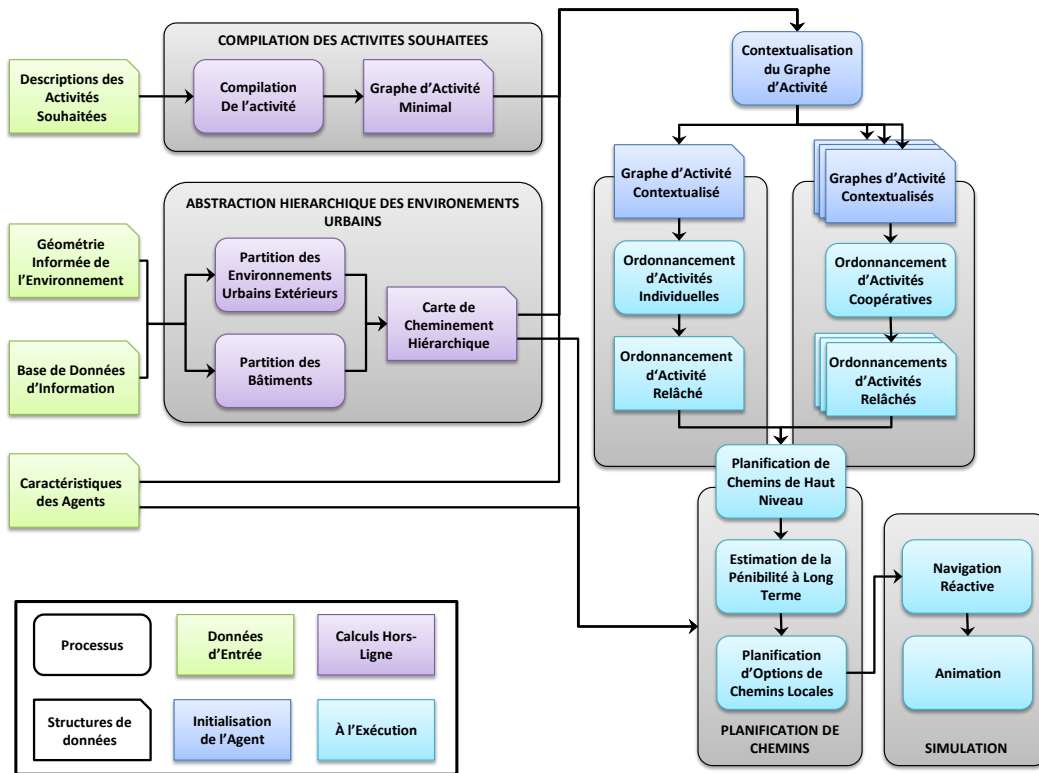 COMPILATION DES ACTIVITES SOUHAITEES
Descriptions des
Activités
Souhaitées
Compilation
De l'activité
Graphe d'Activité
Minimal
Contextualisation
du Graphe
d'Activité
ABSTRACTION HIERARCHIQUE DES ENVIRONEMENTS
URBAINS
Géométrie
Informée de
l'Environnement
Base de Données
d'Information
Partition des
Environnements
Urbains Extérieurs
Partition des
Bâtiments
Carte de
Cheminement
Hiérarchique
Caractéristiques
des Agents
Graphe d'Activité
Contextualisé
Ordonnancement
d'Activités
Individuelles
Ordonnancement
d'Activité
Relâché
Graphes d'Activité
Contextualisés
Ordonnancement
d'Activités
Coopératives
Ordonnancements
d'Activités
Relâchés
Planification de
Chemins de Haut
Niveau
Estimation de la
Pénibilité à Long
Terme
Planification
d'Options de
Chemins Locales
PLANIFICATION DE
CHEMINS
Navigation
Réactive
Animation
SIMULATION
Processus
Données
d'Entrée
Calculs Hors-
Ligne
Structures de
données
Initialisation
de l'Agent
À l'Exécution